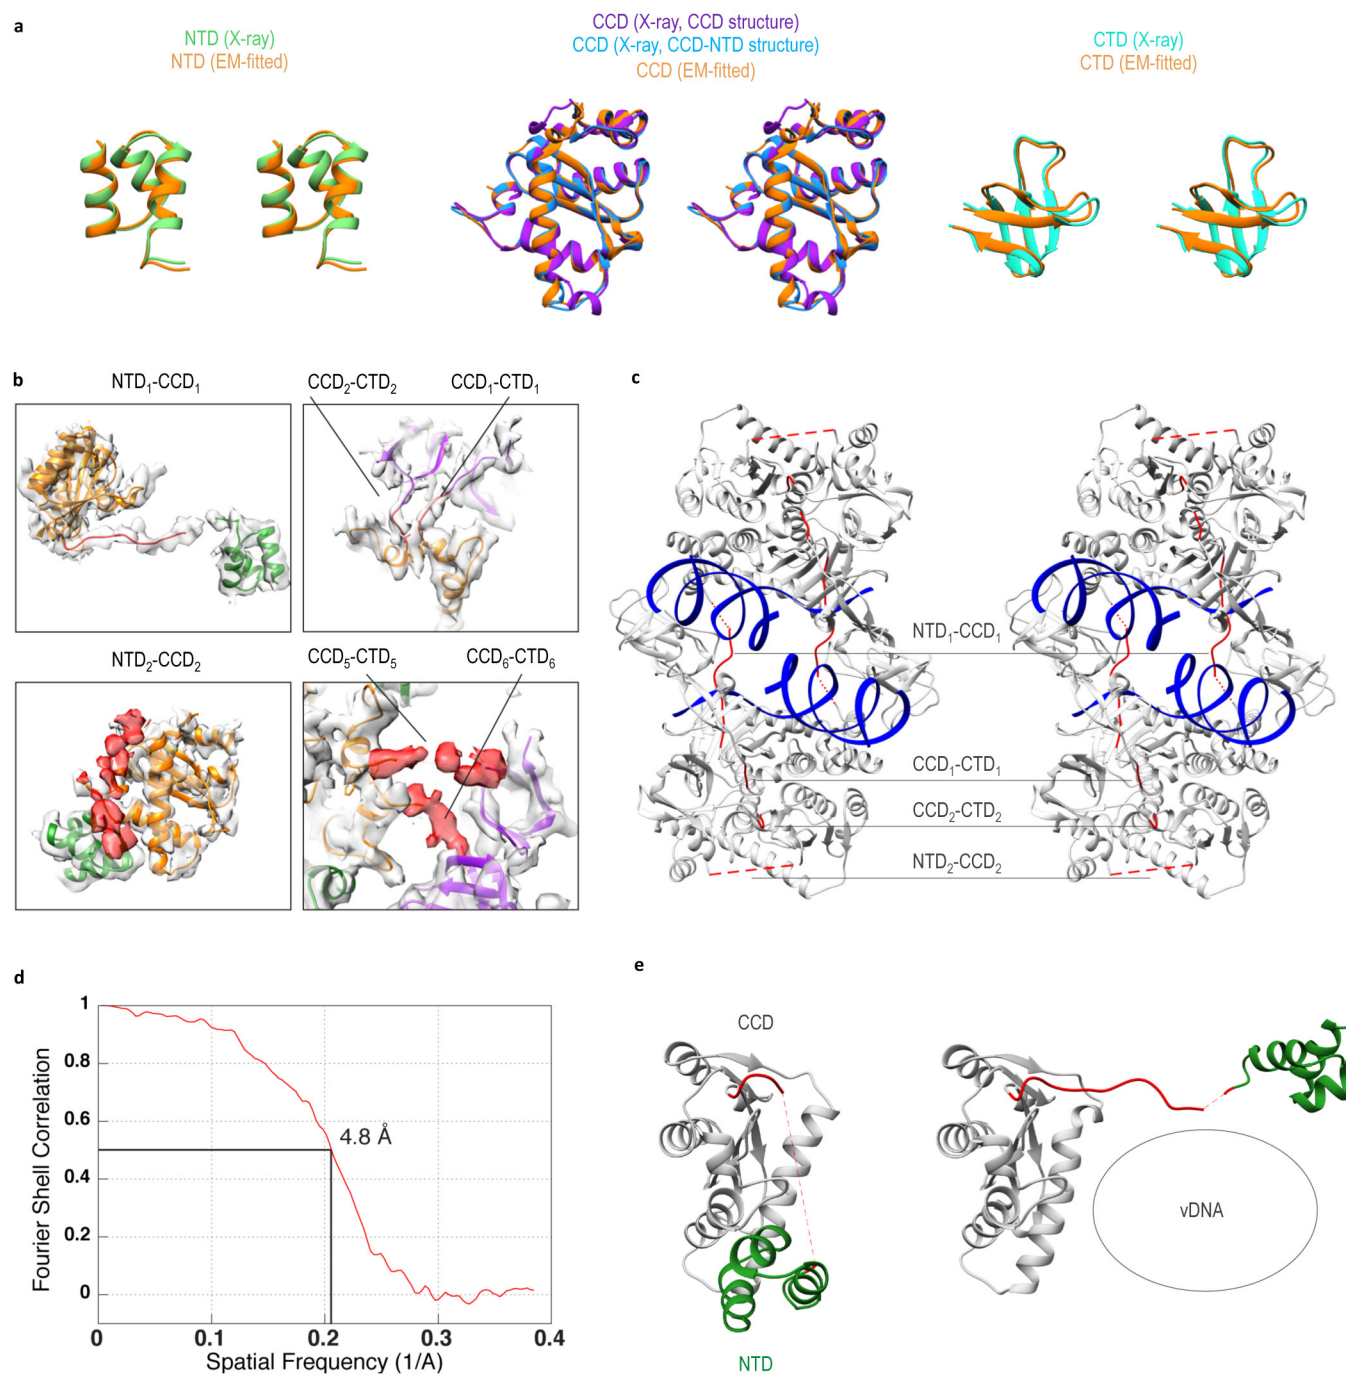 a
NTD (X-ray)
NTD (EM-fitted)
CCD (X-ray, CCD structure)
CCD (X-ray, CCD-NTD structure)
CCD (EM-fitted)
CTD (X-ray)
CTD (EM-fitted)
b
NTD₁-CCD₁
CCD₂-CTD₂
CCD₁-CTD₁
NTD₂-CCD₂
CCD₅-CTD₅
CCD₆-CTD₆
c
NTD₁-CCD₁
CCD₁-CTD₁
CCD₂-CTD₂
NTD₂-CCD₂
d
Fourier Shell Correlation
1
0.8
0.6
0.4
0.2
0
4.8 Å
0
0.1
0.2
0.3
0.4
Spatial Frequency (1/A)
e
CCD
NTD
vDNA